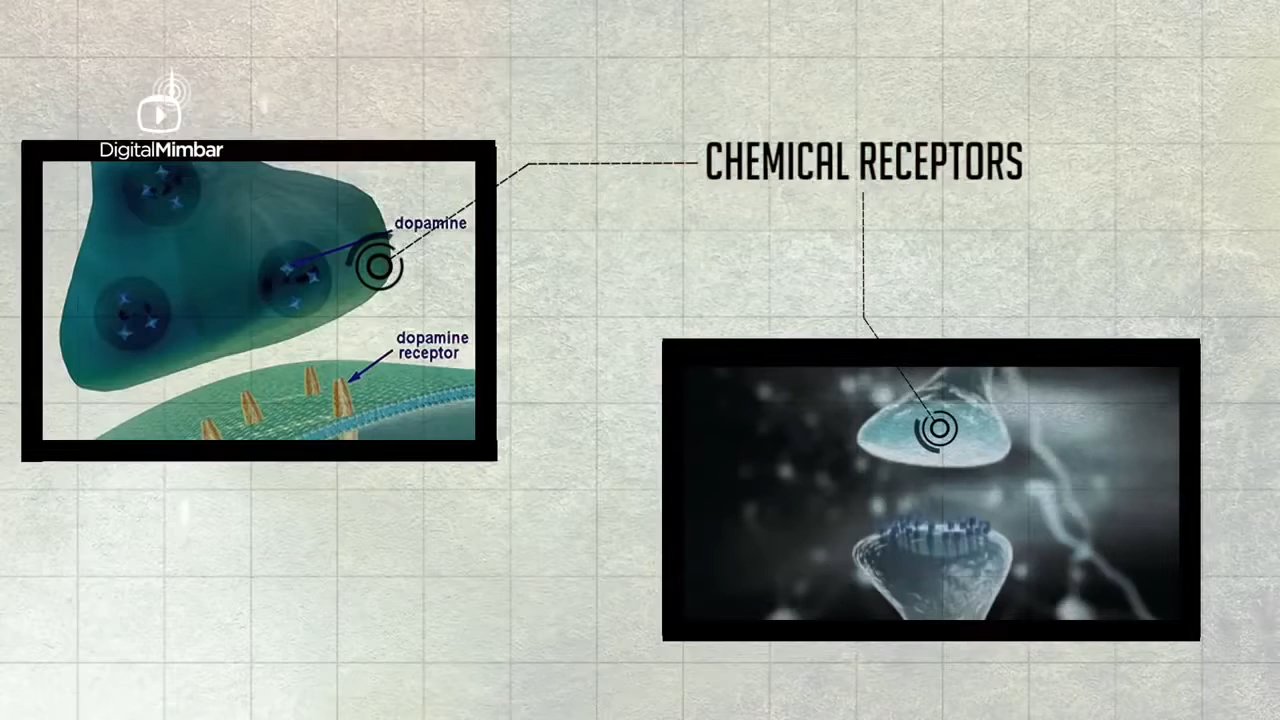 DigitalMimbar
CHEMICAL RECEPTORS
dopamine
dopamine
receptor